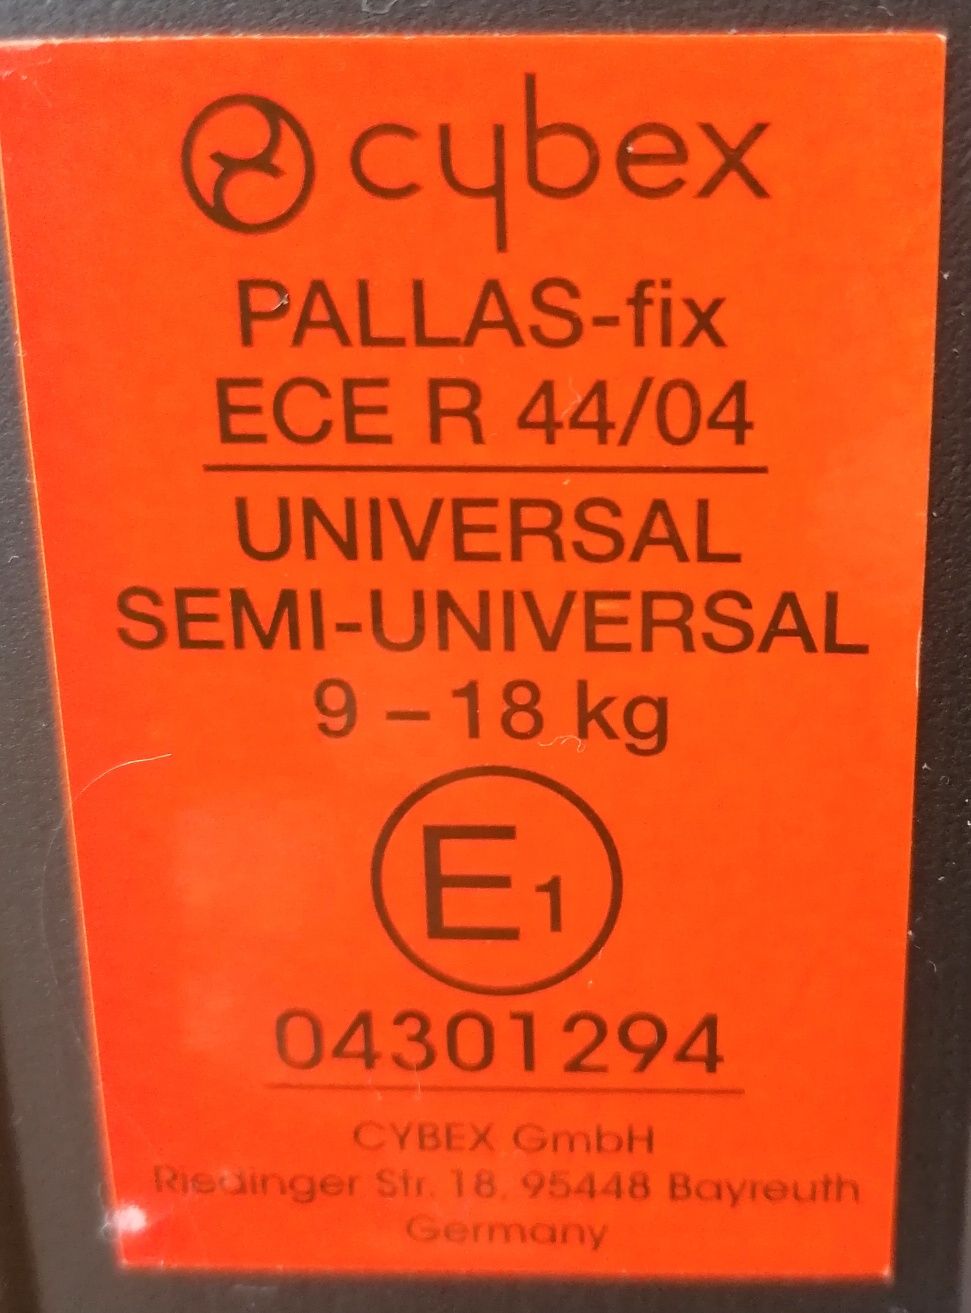 cybex
PALLAS-fix
ECE R 44/04
UNIVERSAL
SEMI-UNIVERSAL
9 – 18 kg
E1
04301294
CYBEX GmbH
Riedinger Str. 18, 95448 Bayreuth
Germany